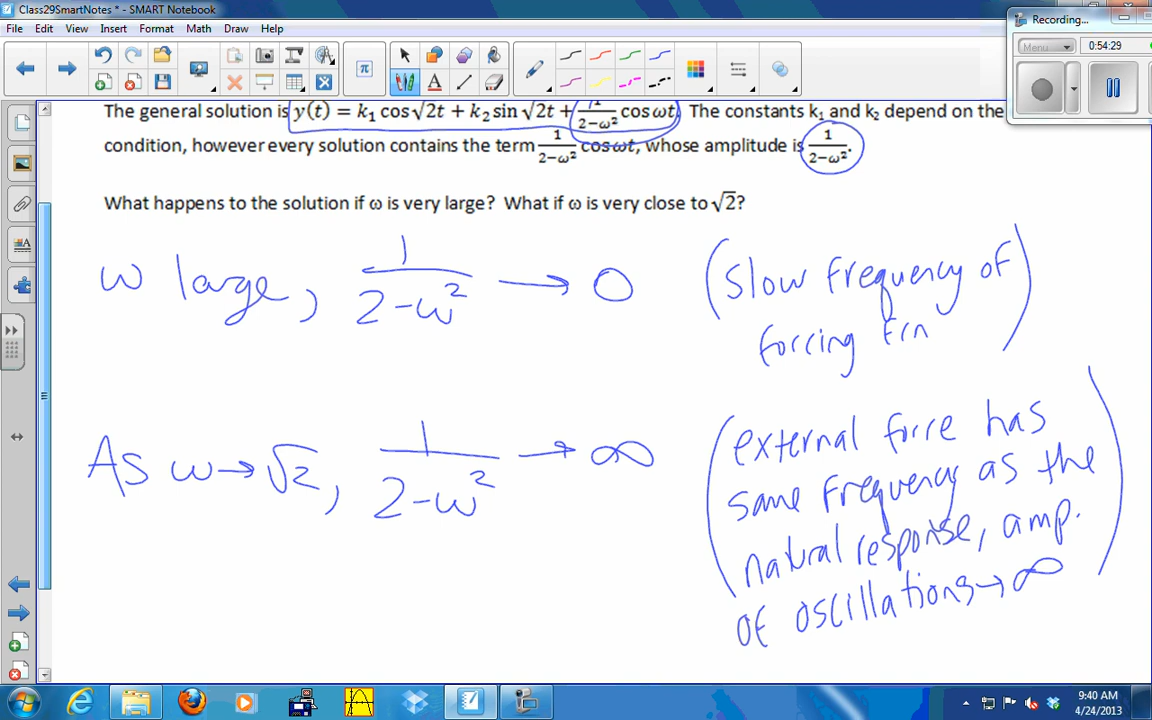 Class29SmartNotes * - SMART Notebook
Recording...
File Edit View Insert Format Math Draw Help
Menu
0:54:29
π
A
The general solution is y(t) = k₁ cos√2t + k₂ sin √2t + 1/(2−ω²) cos ωt. The constants k₁ and k₂ depend on the
condition, however every solution contains the term 1/(2−ω²) cos ωt, whose amplitude is 1/(2−ω²).
What happens to the solution if ω is very large? What if ω is very close to √2?
ω large, 1/(2−ω²) → 0
(slow frequency of
forcing fcn)
As ω→√2, 1/(2−ω²) → ∞
(external force has
same frequency as the
natural response, amp.
of oscillations → ∞)
9:40 AM
4/24/2013